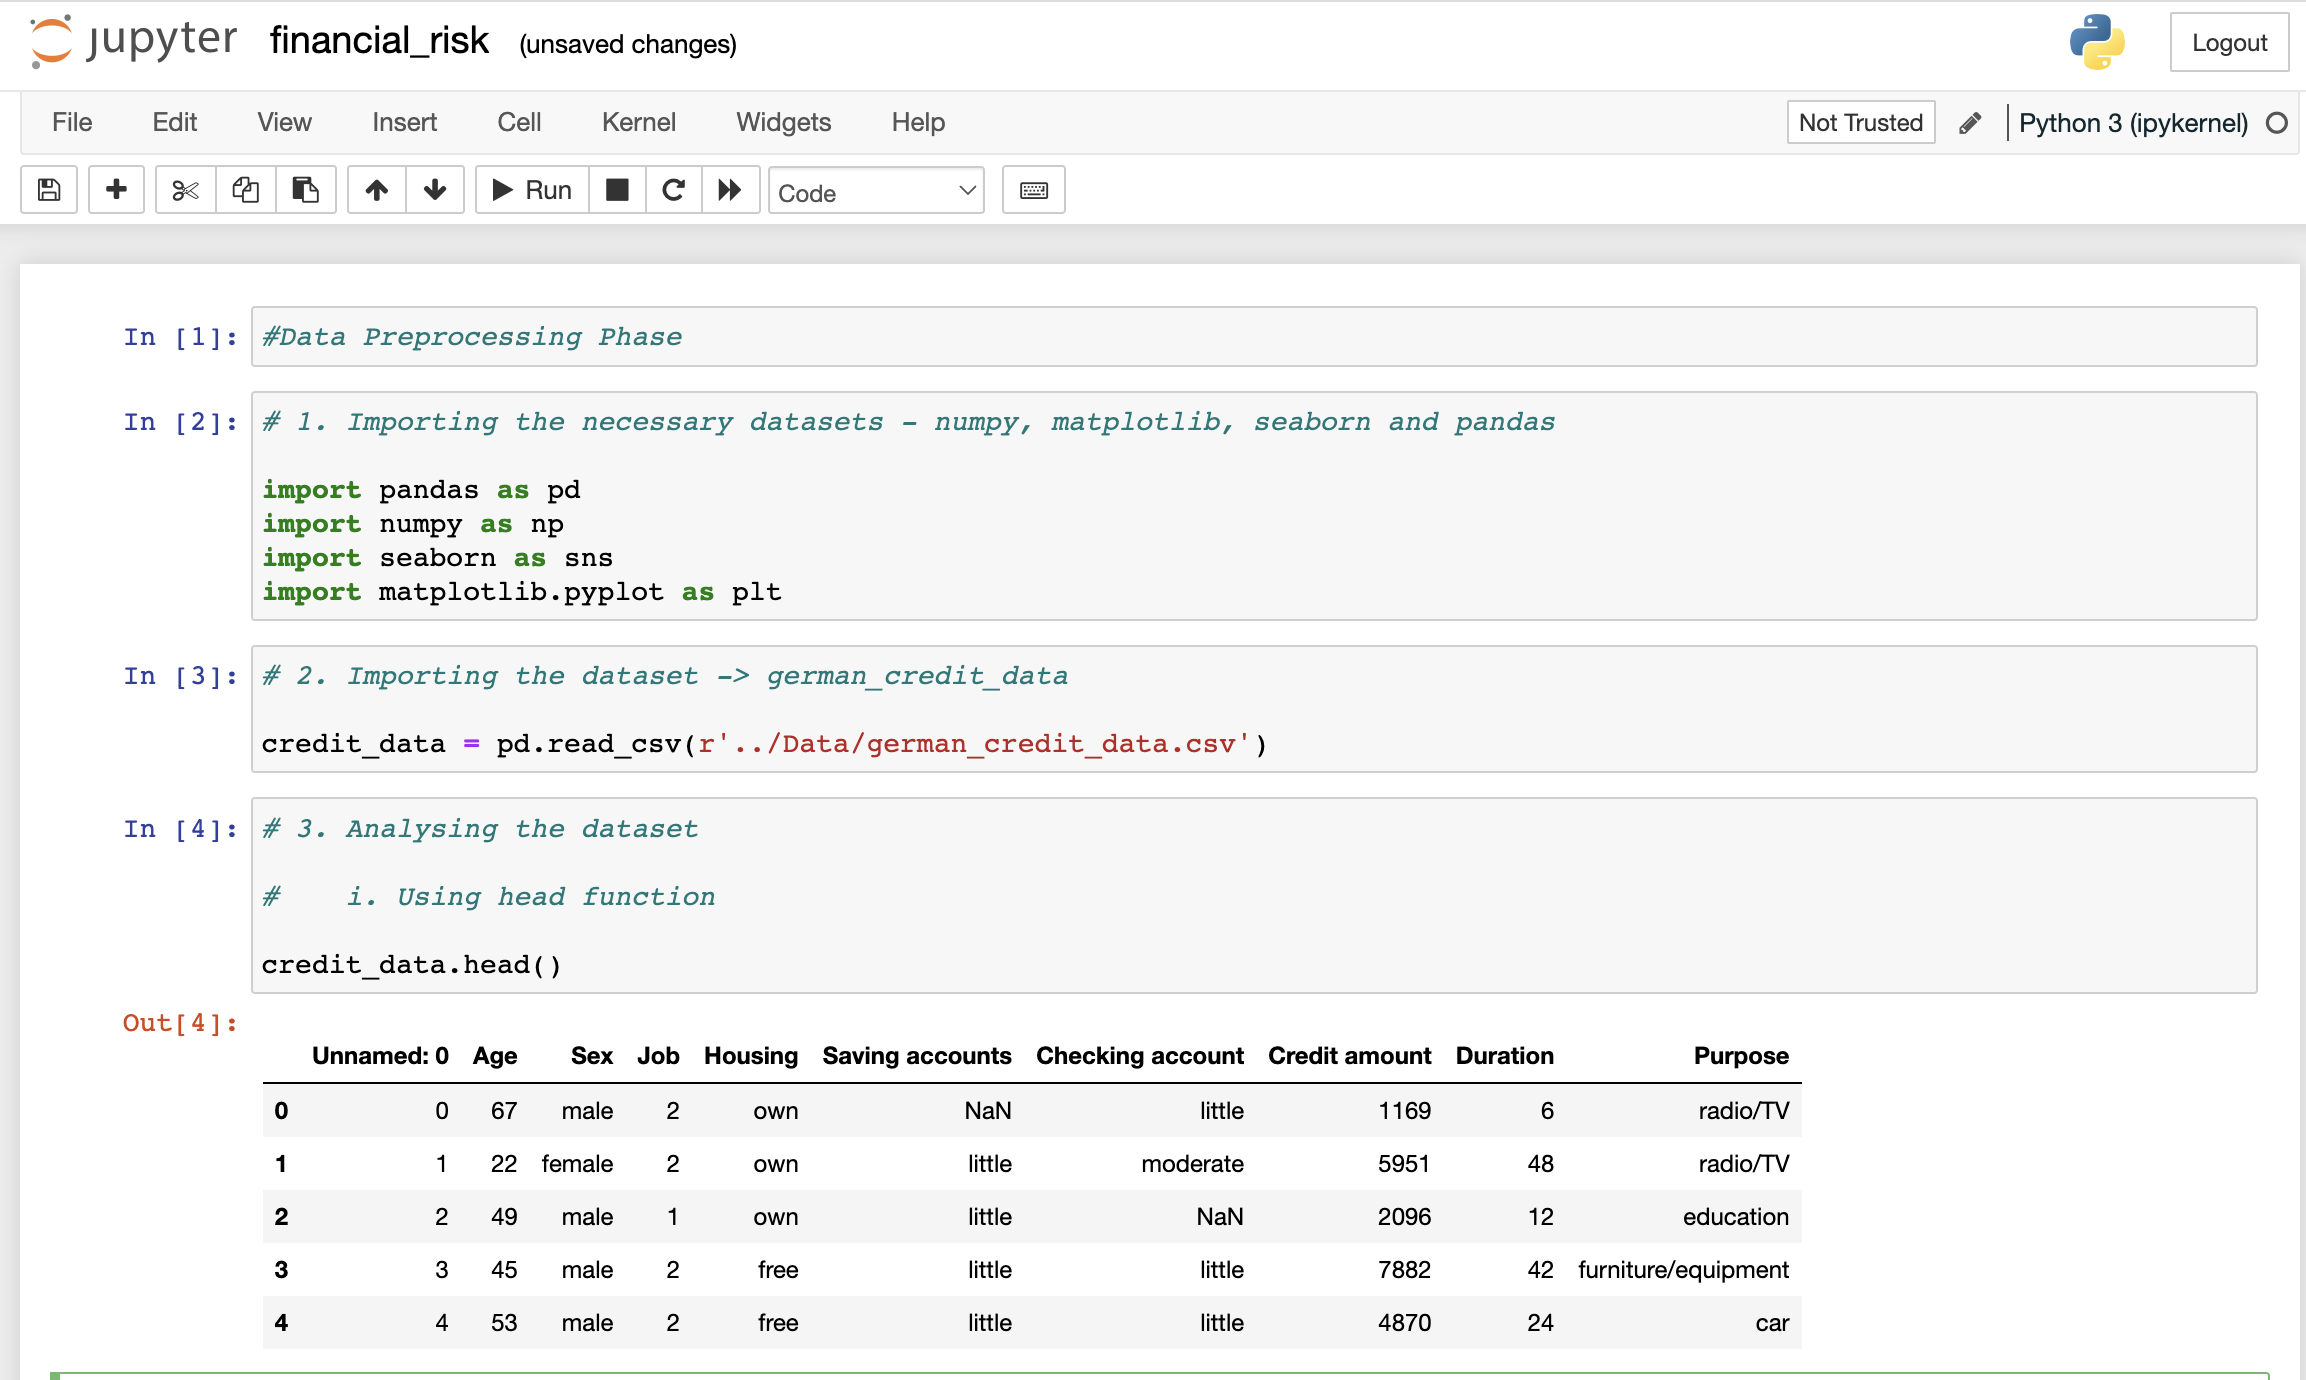 jupyter financial_risk (unsaved changes) Logout
File Edit View Insert Cell Kernel Widgets Help Not Trusted Python 3 (ipykernel)
Run Code
In [1]: #Data Preprocessing Phase
In [2]: # 1. Importing the necessary datasets - numpy, matplotlib, seaborn and pandas
import pandas as pd
import numpy as np
import seaborn as sns
import matplotlib.pyplot as plt
In [3]: # 2. Importing the dataset -> german_credit_data
credit_data = pd.read_csv(r'../Data/german_credit_data.csv')
In [4]: # 3. Analysing the dataset
# i. Using head function
credit_data.head()
Out[4]:
Unnamed: 0 Age Sex Job Housing Saving accounts Checking account Credit amount Duration Purpose
0 0 67 male 2 own NaN little 1169 6 radio/TV
1 1 22 female 2 own little moderate 5951 48 radio/TV
2 2 49 male 1 own little NaN 2096 12 education
3 3 45 male 2 free little little 7882 42 furniture/equipment
4 4 53 male 2 free little little 4870 24 car